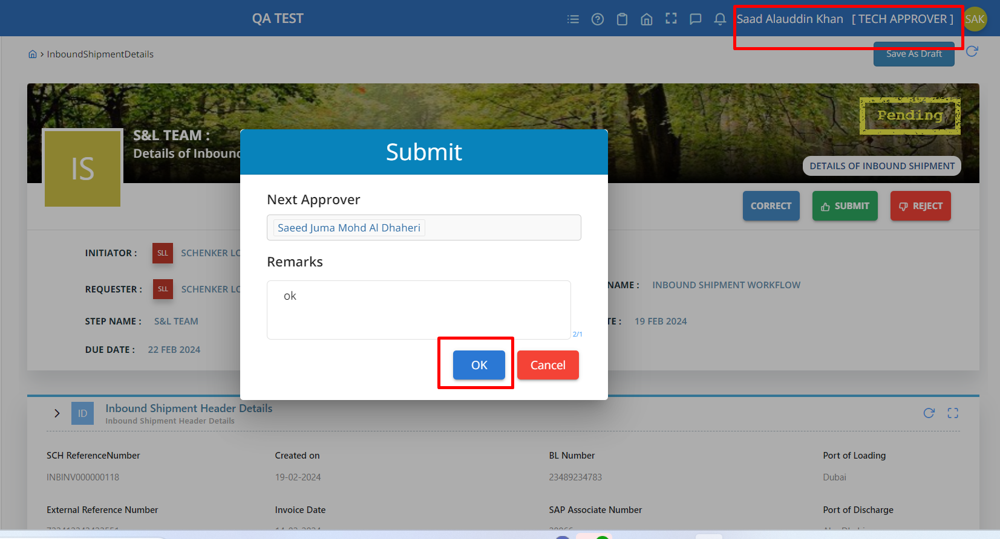 QA TEST
Saad Alauddin Khan [ TECH APPROVER ]
SAK
InboundShipmentDetails
Save As Draft
Pending
S&L TEAM :
Details of Inbound
IS
DETAILS OF INBOUND SHIPMENT
Submit
Next Approver
Saeed Juma Mohd Al Dhaheri
Remarks
ok
2/1
OK
Cancel
CORRECT
SUBMIT
REJECT
INITIATOR :
SLL
SCHENKER LO
REQUESTER :
SLL
SCHENKER LO
NAME : INBOUND SHIPMENT WORKFLOW
STEP NAME : S&L TEAM
TE : 19 FEB 2024
DUE DATE : 22 FEB 2024
ID
Inbound Shipment Header Details
Inbound Shipment Header Details
SCH ReferenceNumber
Created on
BL Number
Port of Loading
INBINV000000118
19-02-2024
23489234783
Dubai
External Reference Number
Invoice Date
SAP Associate Number
Port of Discharge